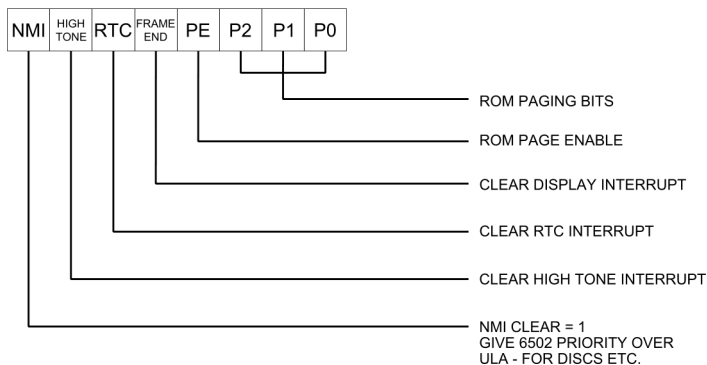 NMI HIGH TONE RTC FRAME END PE P2 P1 P0
ROM PAGING BITS
ROM PAGE ENABLE
CLEAR DISPLAY INTERRUPT
CLEAR RTC INTERRUPT
CLEAR HIGH TONE INTERRUPT
NMI CLEAR = 1
GIVE 6502 PRIORITY OVER
ULA - FOR DISCS ETC.